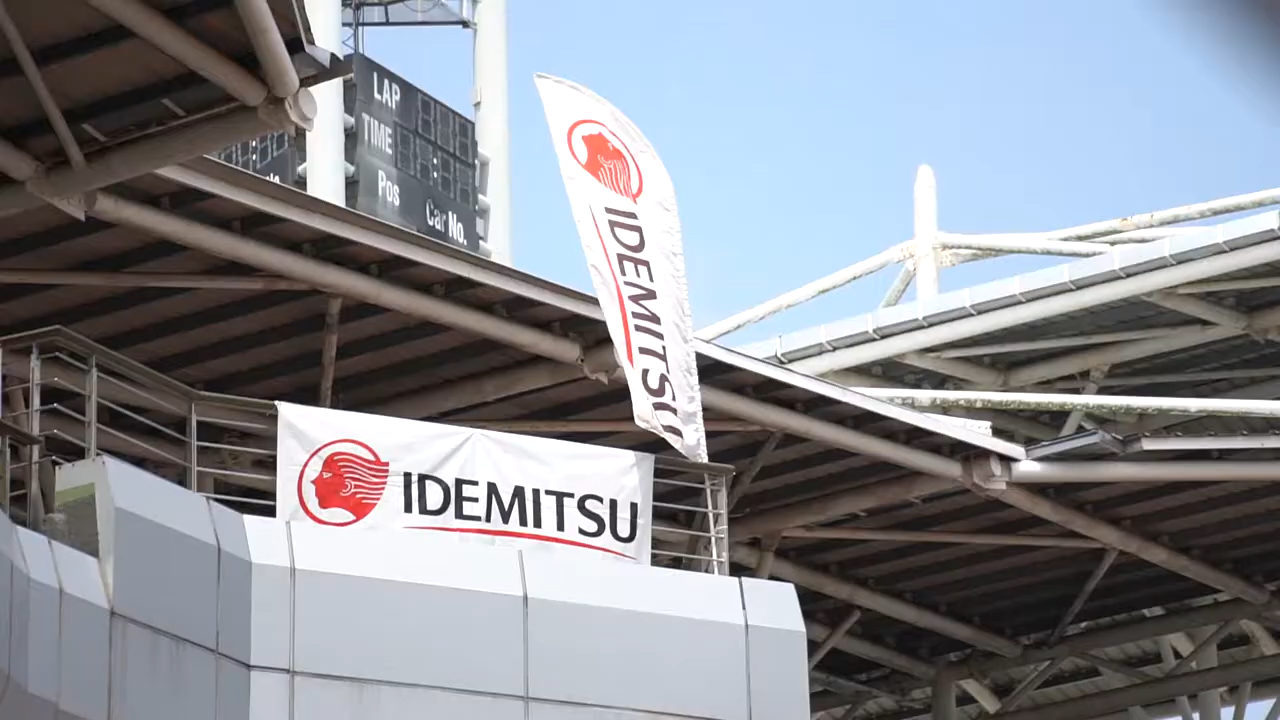 LAP
TIME
Pos
Car No.
IDEMITSU
IDEMITSU